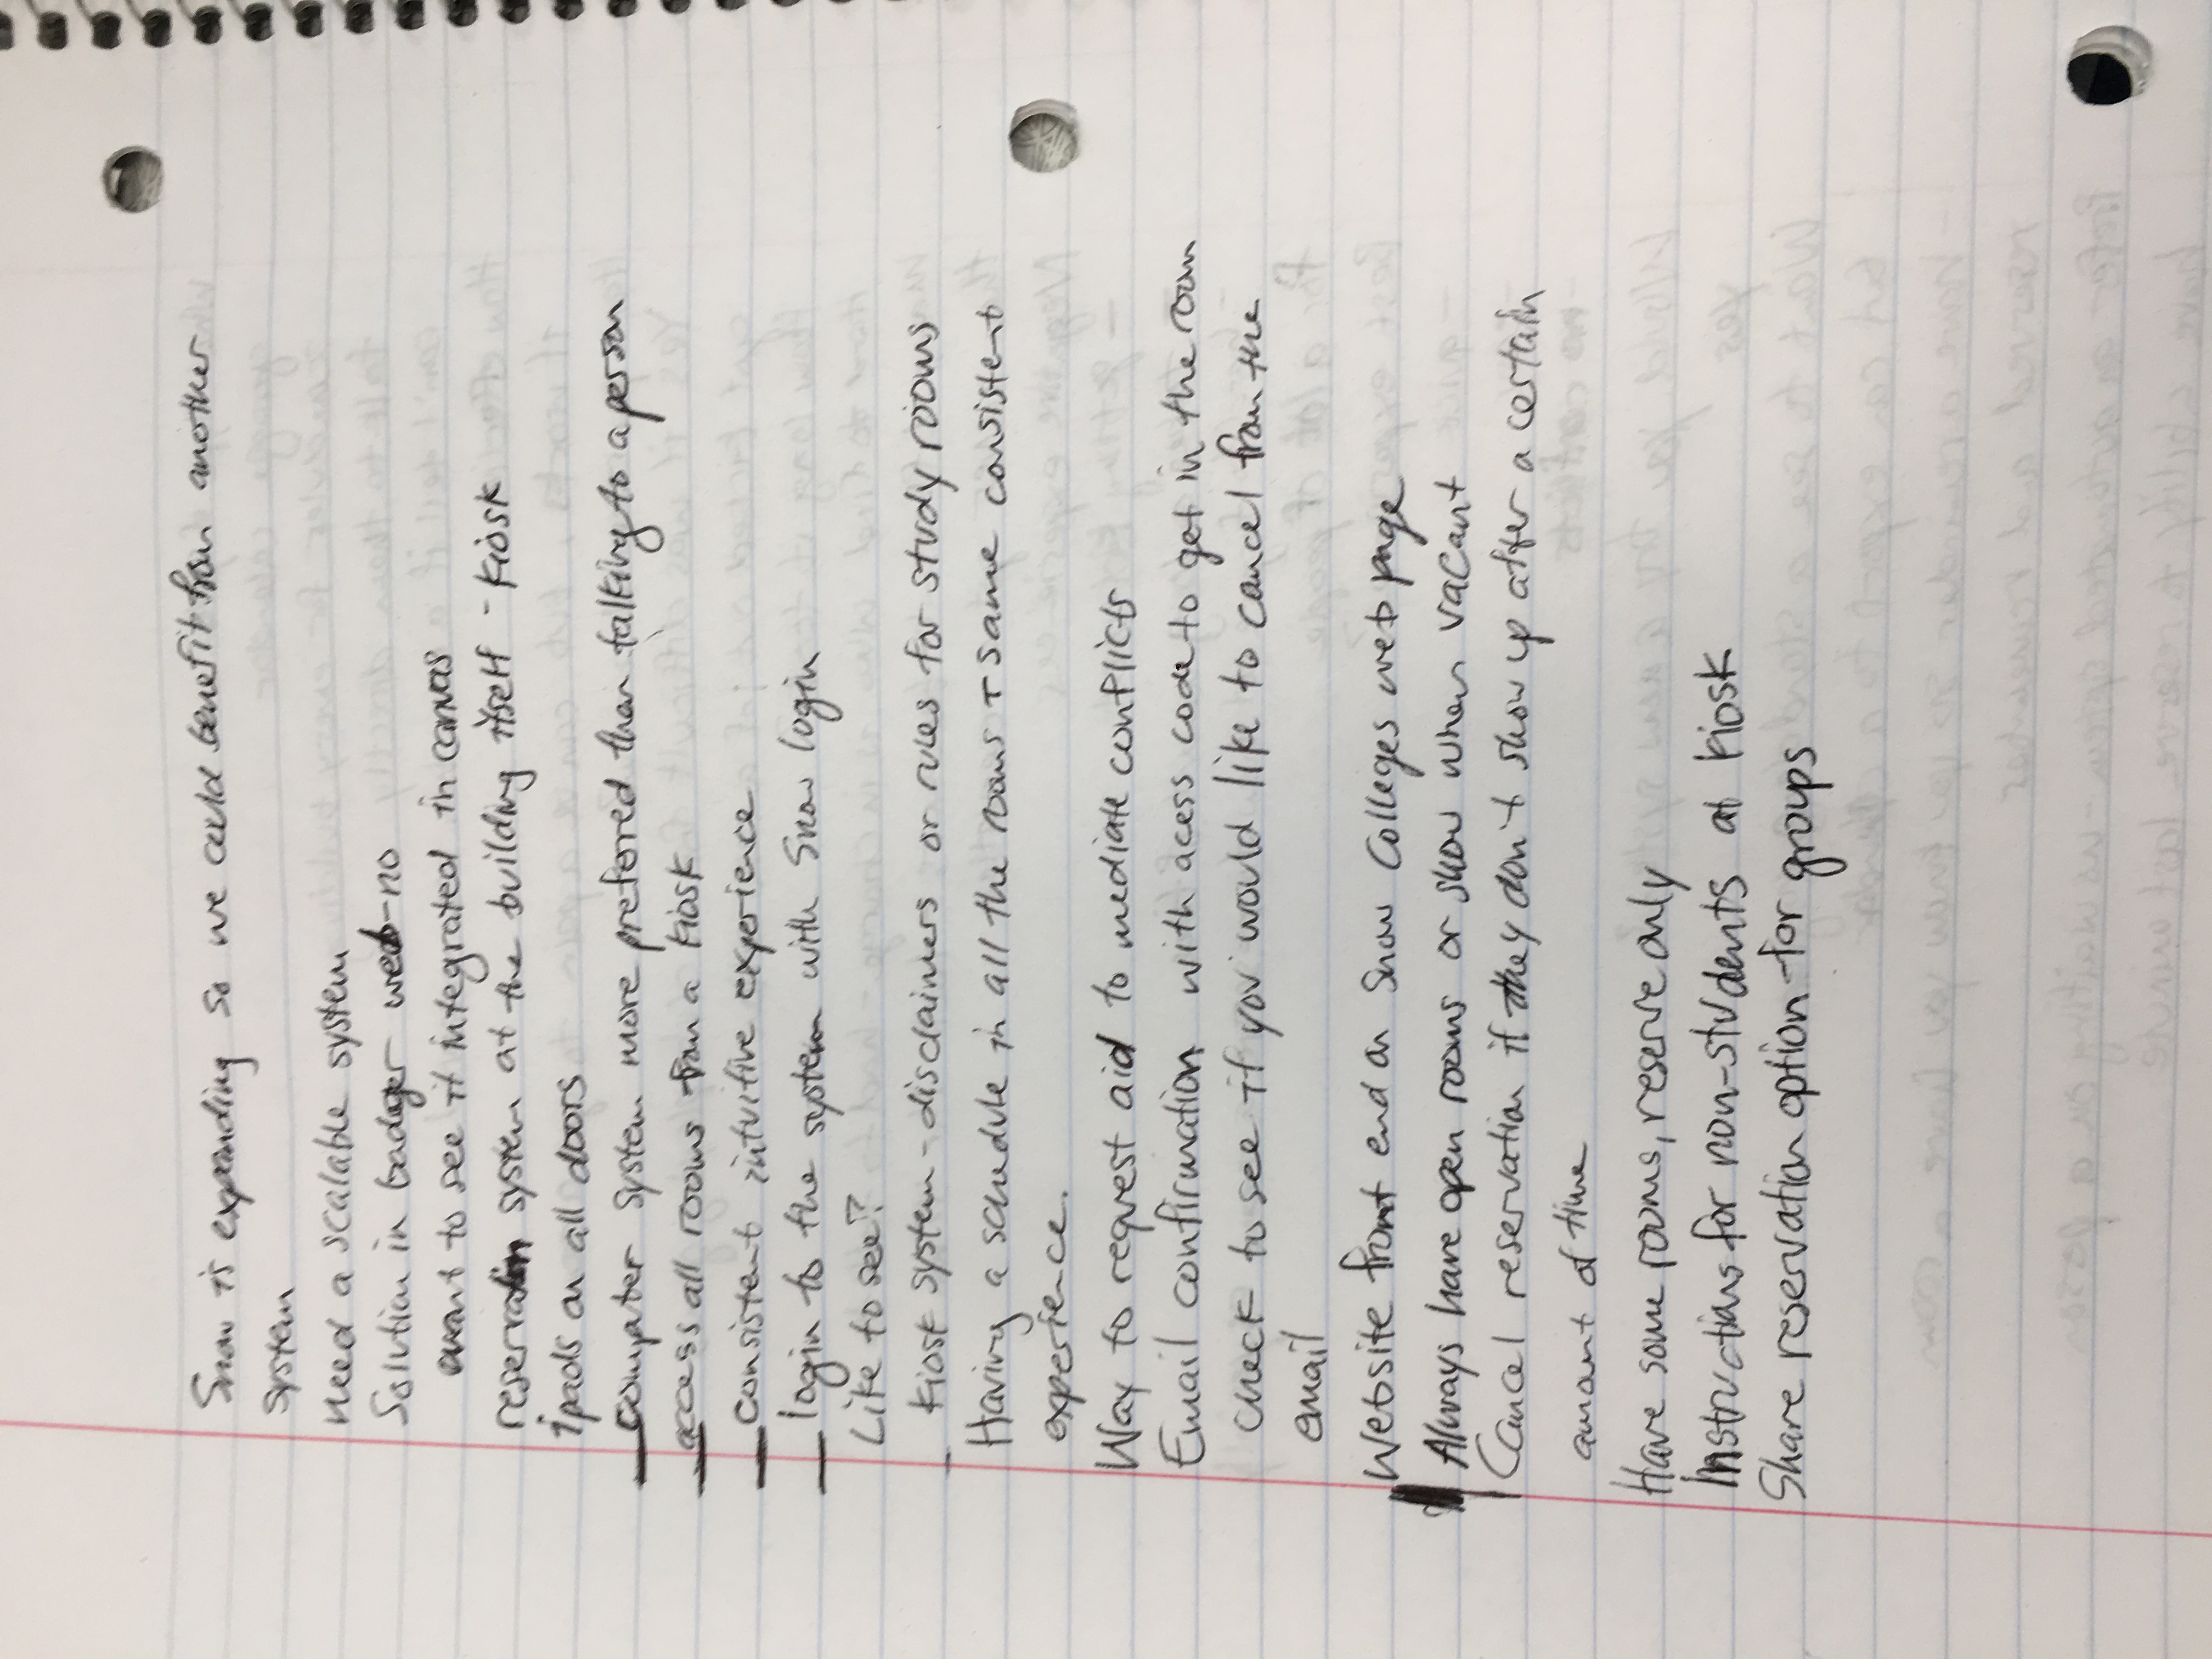 Snow is expanding so we could benefit from another
system
need a scalable system
Solution in badger web-no
want to see it integrated in canvas
reservation system at the building itself - kiosk
ipads on all doors
- computer system more preferred than talking to a person
- access all rooms from a kiosk
- consistent intuitive experience
- login to the system with Snow login
Like to see?
- kiosk system - disclaimers or rules for study rooms
Having a schedule in all the rooms + same consistent
experience.
Way to request aid to mediate conflicts
Email confirmation with acess code to get in the room
check to see if you would like to cancel from the
email
Website front end on Snow Colleges web page
Always have open rooms or show when vacant
Cancel reservation if they don't show up after a certain
amount of time
Have some rooms, reserve only
Instructions for non-students at kiosk
Share reservation option for groups